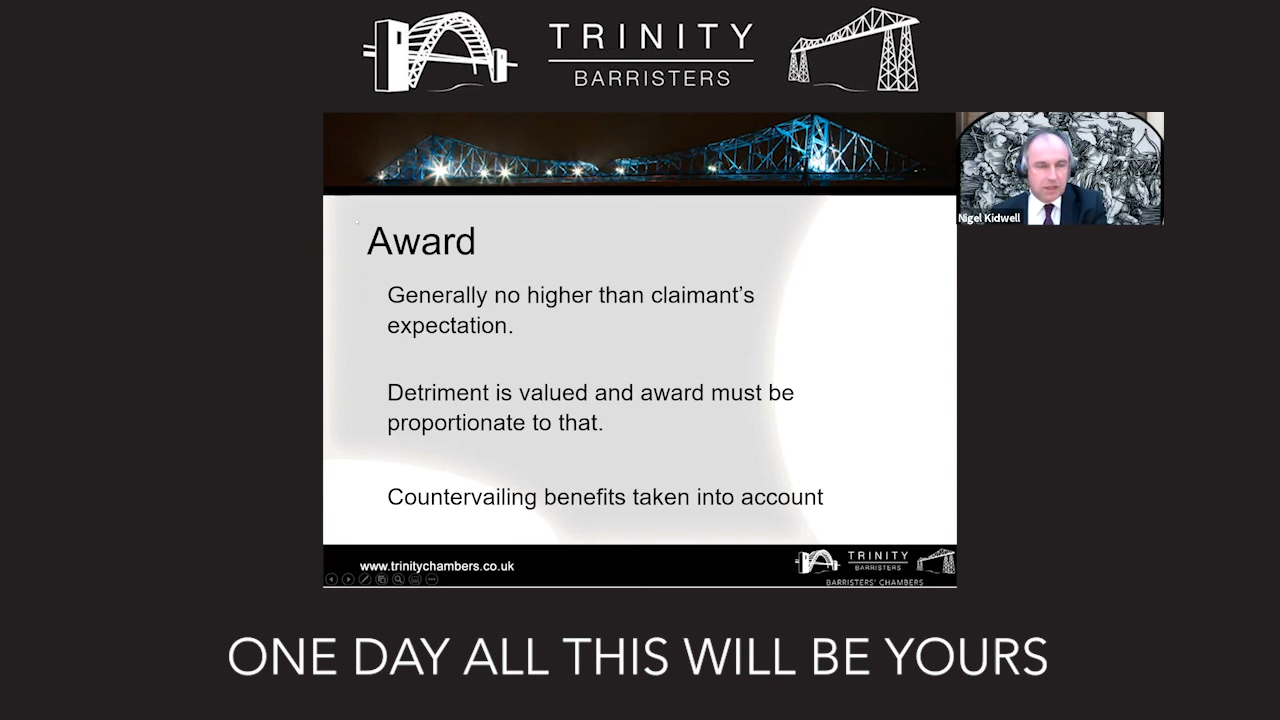 TRINITY
BARRISTERS
Nigel Kidwell
Award
Generally no higher than claimant’s
expectation.
Detriment is valued and award must be
proportionate to that.
Countervailing benefits taken into account
www.trinitychambers.co.uk
TRINITY
BARRISTERS
BARRISTERS' CHAMBERS
ONE DAY ALL THIS WILL BE YOURS